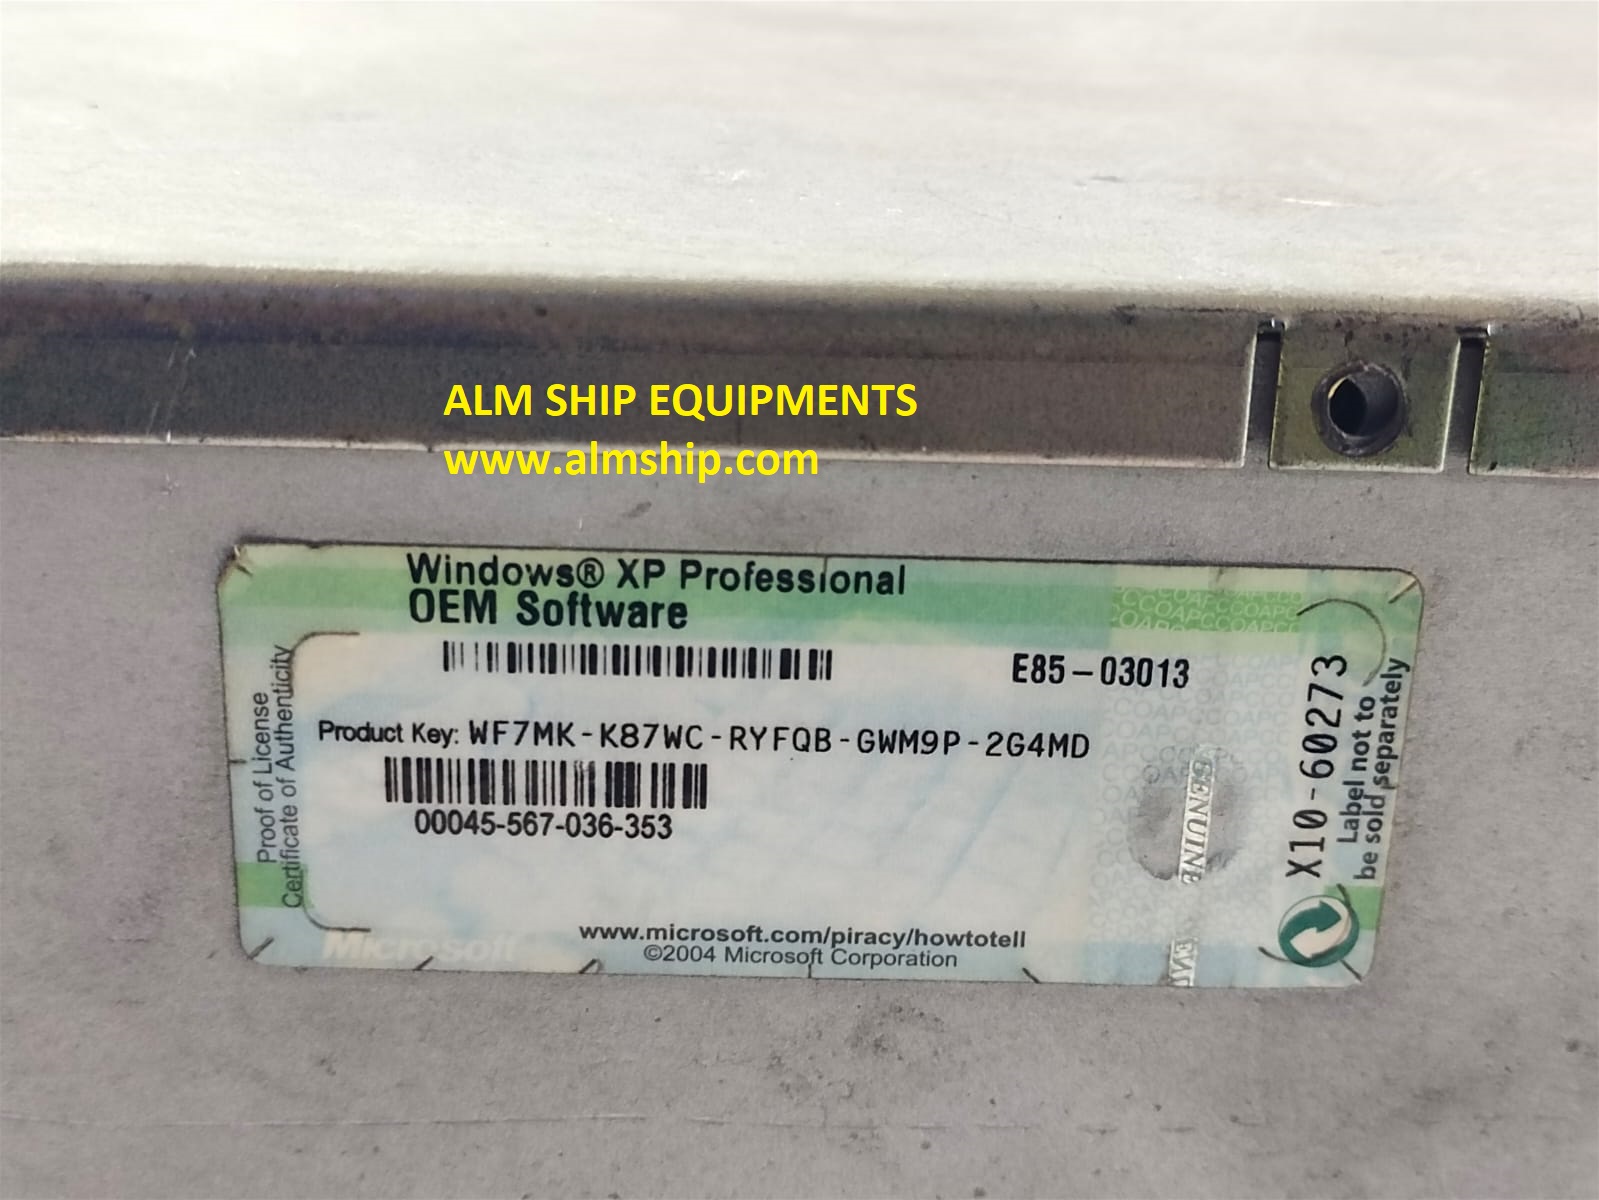 ALM SHIP EQUIPMENTS
www.almship.com
Windows® XP Professional
OEM Software
E85-03013
Proof of License
Certificate of Authenticity
Product Key: WF7MK-K87WC-RYFQB-GWM9P-2G4MD
00045-567-036-353
X10-60273
Label not to
be sold separately
GENUINE
Microsoft
www.microsoft.com/piracy/howtotell
©2004 Microsoft Corporation